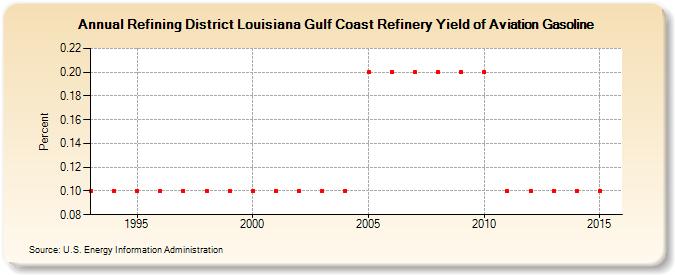 Annual Refining District Louisiana Gulf Coast Refinery Yield of Aviation Gasoline
Percent
0.22
0.20
0.18
0.16
0.14
0.12
0.10
0.08
1995 2000 2005 2010 2015
Source: U.S. Energy Information Administration